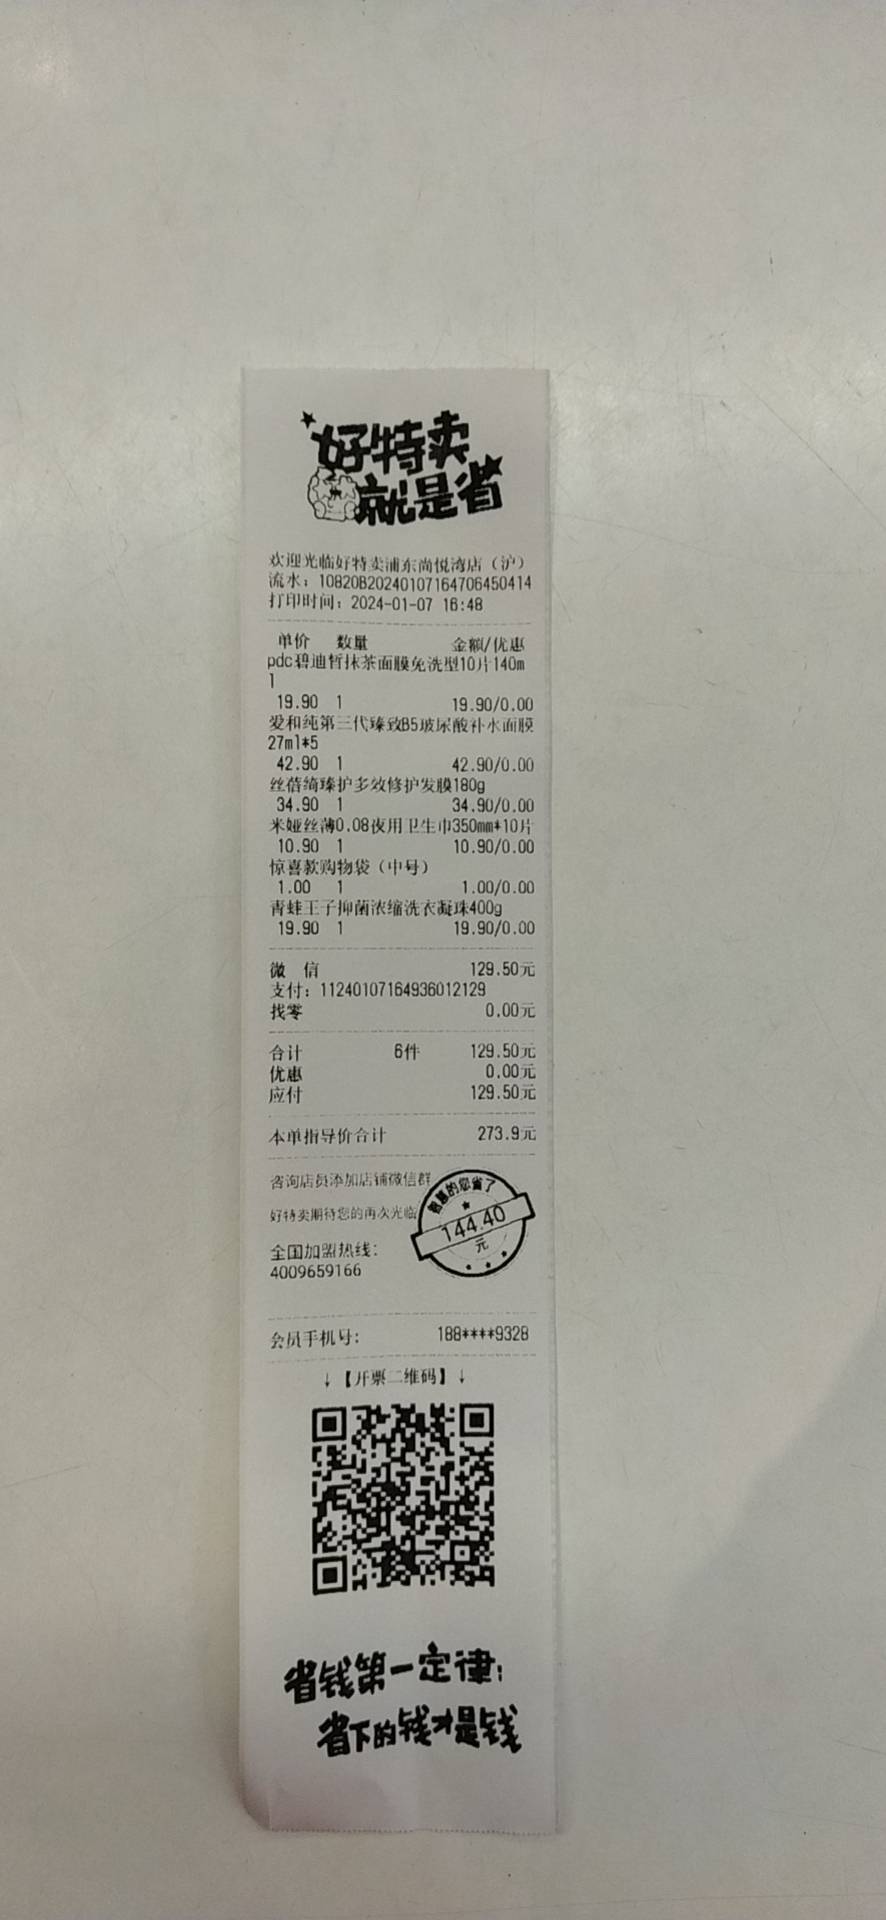 好特卖
就是省
欢迎光临好特卖浦东尚悦湾店（沪）
流水：10820B20240107164706450414
打印时间：2024-01-07 16:48
单价 数量 金额/优惠
pdc碧迪皙抹茶面膜免洗型10片140m
l
19.90 1 19.90/0.00
爱和纯第三代臻致B5玻尿酸补水面膜
27ml*5
42.90 1 42.90/0.00
丝蓓绮臻护多效修护发膜180g
34.90 1 34.90/0.00
米娅丝薄0.08夜用卫生巾350mm*10片
10.90 1 10.90/0.00
惊喜款购物袋（中号）
1.00 1 1.00/0.00
青蛙王子抑菌浓缩洗衣凝珠400g
19.90 1 19.90/0.00
微 信 129.50元
支付：11240107164936012129
找零 0.00元
合计 6件 129.50元
优惠 0.00元
应付 129.50元
本单指导价合计 273.9元
咨询店员添加店铺微信群
好特卖期待您的再次光临
的您省了
144.40
元
全国加盟热线：
4009659166
会员手机号： 188****9328
↓【开票二维码】↓
省钱第一定律：
省下的钱才是钱